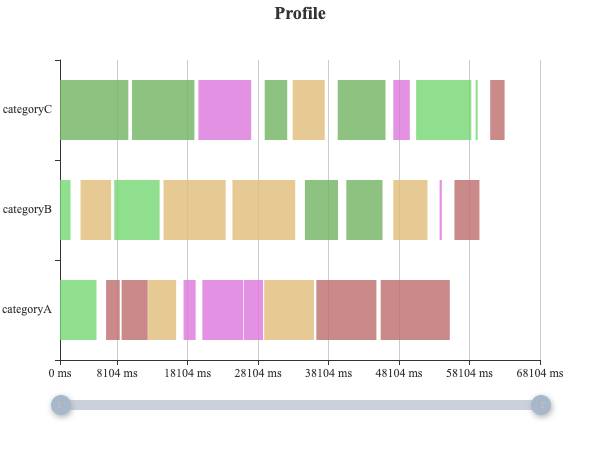 Profile
categoryC
categoryB
categoryA
0 ms 8104 ms 18104 ms 28104 ms 38104 ms 48104 ms 58104 ms 68104 ms